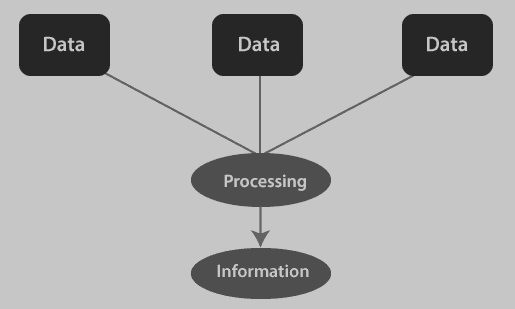 Data
Data
Data
Processing
Information